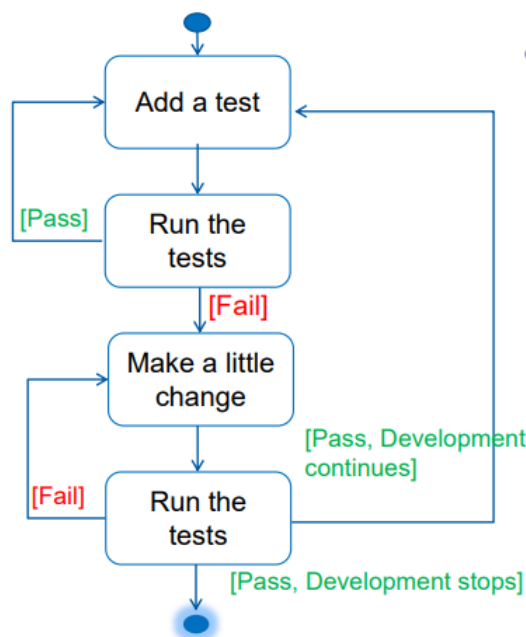 Add a test
[Pass]
Run the
tests
[Fail]
Make a little
change
[Pass, Development
continues]
[Fail]
Run the
tests
[Pass, Development stops]